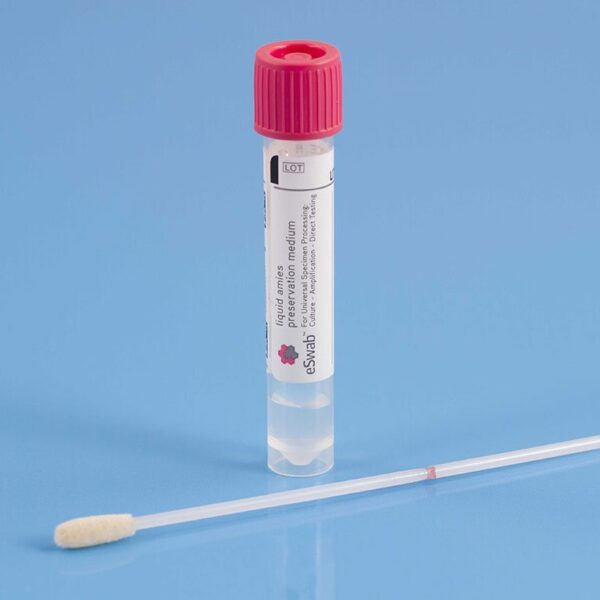 LOT
liquid amies
preservation medium
eSwab™
For Universal Specimen Processing:
Culture - Amplification - Direct Testing